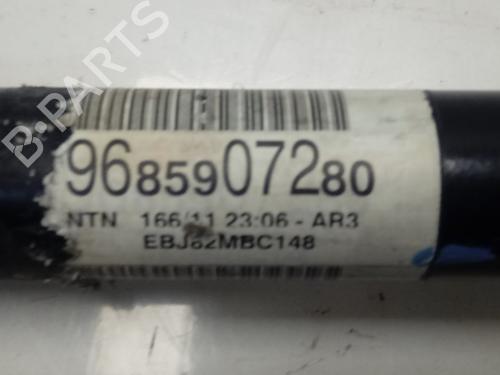 B-PARTS
9685907280
NTN 166/11 23:06 - AR3
EBJ82MBC148